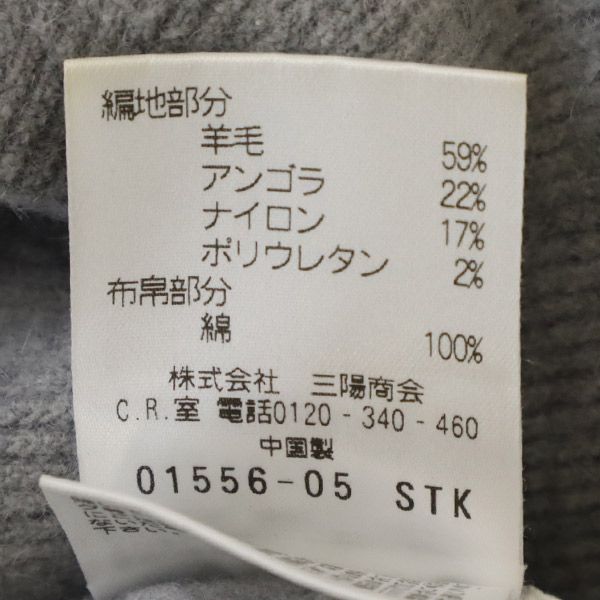 編地部分
羊毛 59%
アンゴラ 22%
ナイロン 17%
ポリウレタン 2%
布帛部分
綿 100%
株式会社 三陽商会
C.R.室 電話0120-340-460
中国製
01556-05 STK